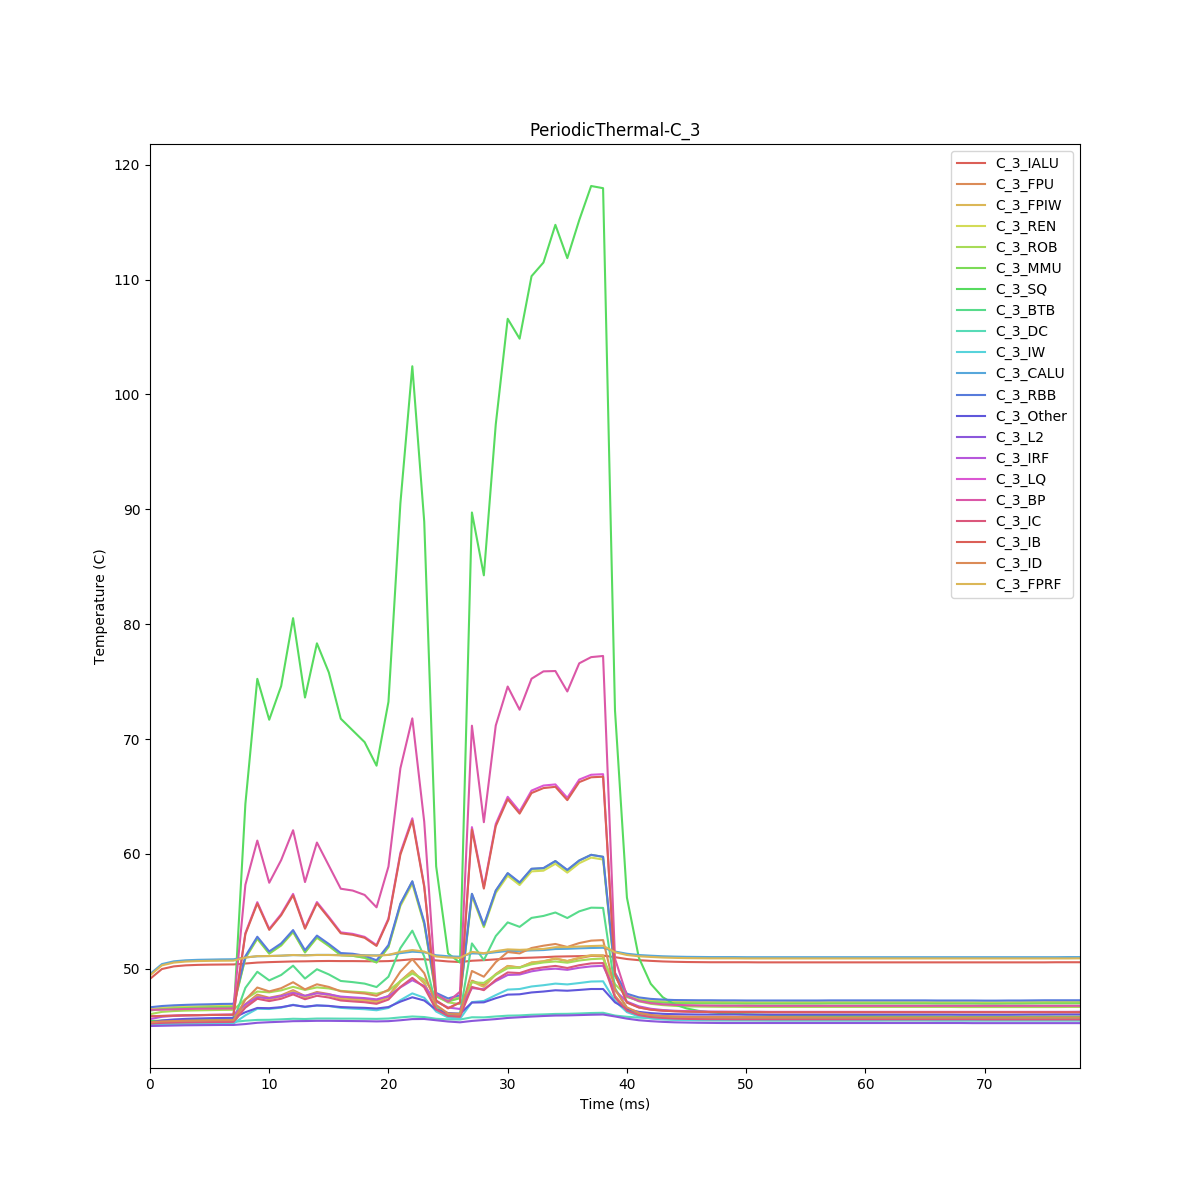 PeriodicThermal-C_3
120
110
100
90
80
70
60
50
Temperature (C)
0 10 20 30 40 50 60 70
Time (ms)
C_3_IALU
C_3_FPU
C_3_FPIW
C_3_REN
C_3_ROB
C_3_MMU
C_3_SQ
C_3_BTB
C_3_DC
C_3_IW
C_3_CALU
C_3_RBB
C_3_Other
C_3_L2
C_3_IRF
C_3_LQ
C_3_BP
C_3_IC
C_3_IB
C_3_ID
C_3_FPRF